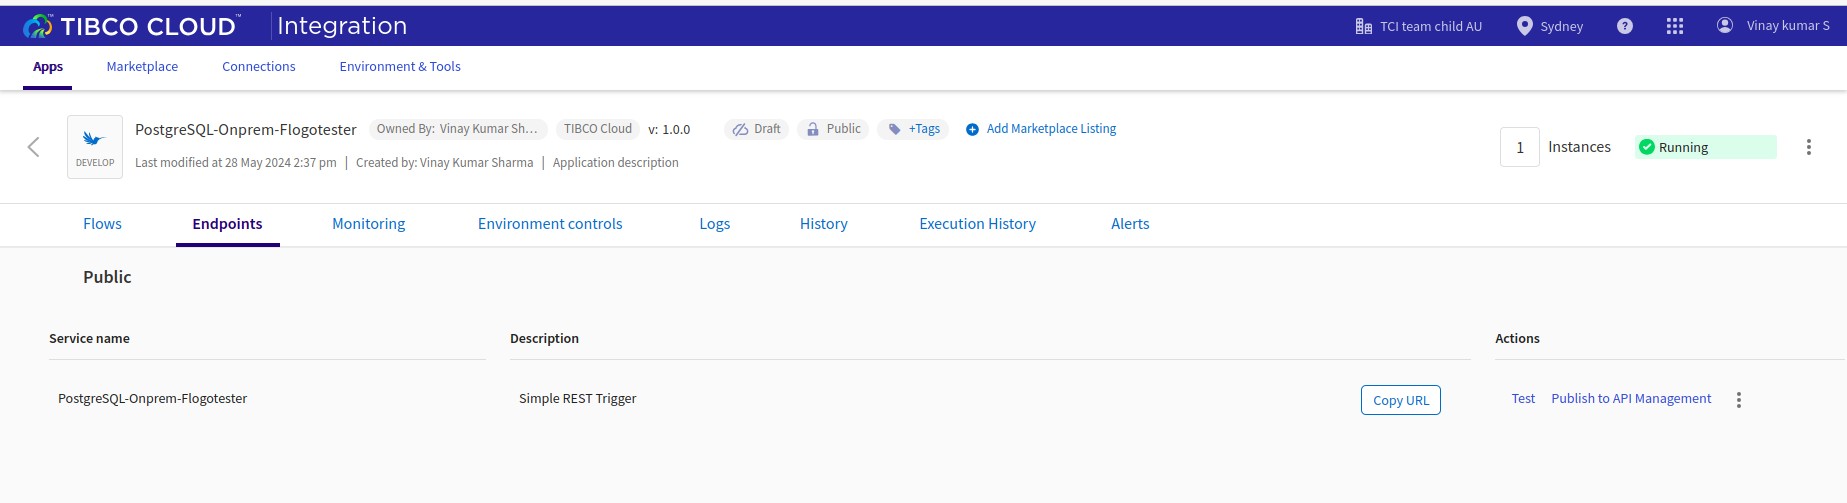 TIBCO CLOUD™ Integration TCI team child AU Sydney ? Vinay kumar S
Apps Marketplace Connections Environment & Tools
PostgreSQL-Onprem-Flogotester Owned By: Vinay Kumar Sh... TIBCO Cloud v: 1.0.0 Draft Public +Tags Add Marketplace Listing
1 Instances Running
DEVELOP
Last modified at 28 May 2024 2:37 pm | Created by: Vinay Kumar Sharma | Application description
Flows Endpoints Monitoring Environment controls Logs History Execution History Alerts
Public
Service name Description Actions
PostgreSQL-Onprem-Flogotester Simple REST Trigger Copy URL Test Publish to API Management